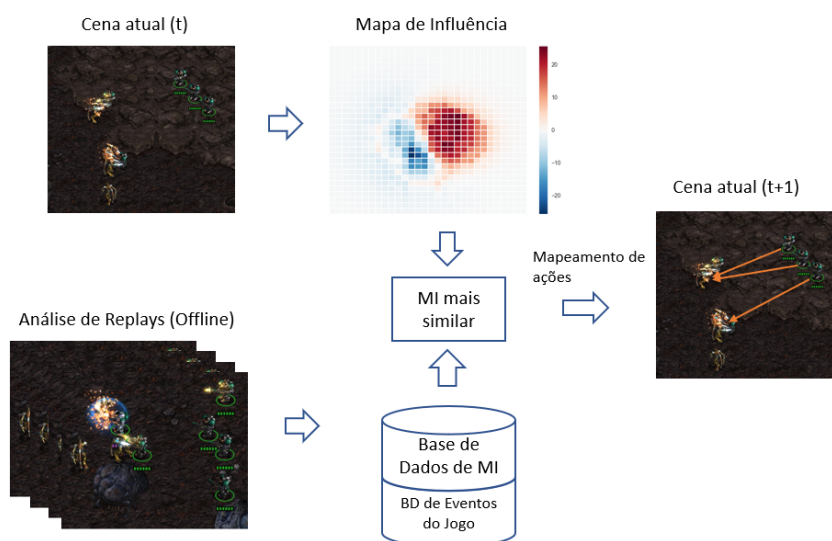 Cena atual (t)
Mapa de Influência
20
10
0
−10
−20
Cena atual (t+1)
Mapeamento de
ações
MI mais
similar
Análise de Replays (Offline)
Base de
Dados de MI
BD de Eventos
do Jogo